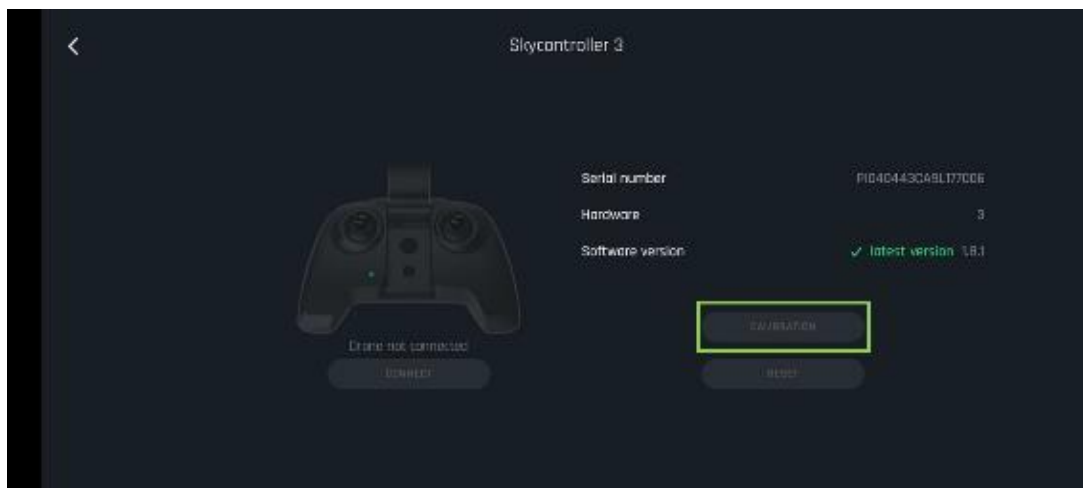 Skycontroller 3
Serial number
Hardware 3
Software version ✓ latest version 1.8.1
CALIBRATION
Drone not connected
CONNECT
RESET